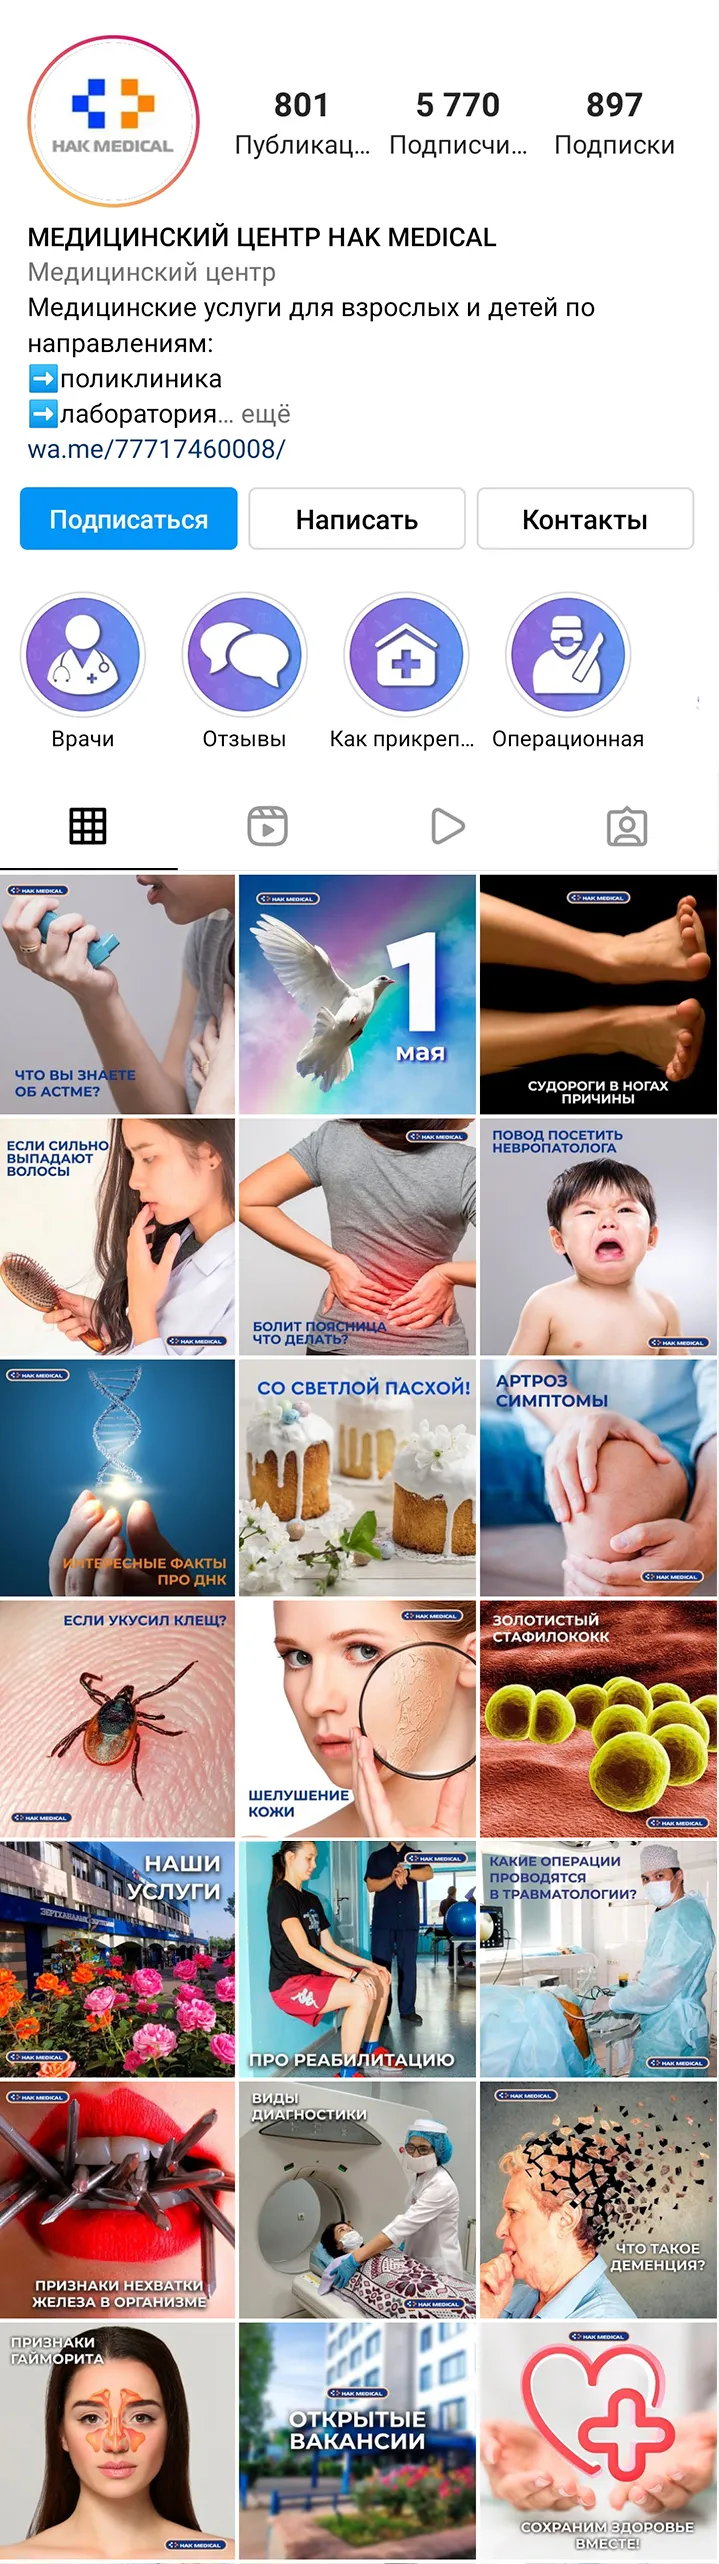 HAK MEDICAL
801
5 770
897
Публикац...
Подписчи...
Подписки
МЕДИЦИНСКИЙ ЦЕНТР HAK MEDICAL
Медицинский центр
Медицинские услуги для взрослых и детей по
направлениям:
➡️поликлиника
➡️лаборатория... ещё
wa.me/77717460008/
Подписаться
Написать
Контакты
Врачи
Отзывы
Как прикреп...
Операционная
HAK MEDICAL
ЧТО ВЫ ЗНАЕТЕ
ОБ АСТМЕ?
HAK MEDICAL
1
мая
HAK MEDICAL
СУДОРОГИ В НОГАХ
ПРИЧИНЫ
ЕСЛИ СИЛЬНО
ВЫПАДАЮТ
ВОЛОСЫ
HAK MEDICAL
HAK MEDICAL
БОЛИТ ПОЯСНИЦА
ЧТО ДЕЛАТЬ?
ПОВОД ПОСЕТИТЬ
НЕВРОПАТОЛОГА
HAK MEDICAL
HAK MEDICAL
ИНТЕРЕСНЫЕ ФАКТЫ
ПРО ДНК
СО СВЕТЛОЙ ПАСХОЙ!
АРТРОЗ
СИМПТОМЫ
HAK MEDICAL
ЕСЛИ УКУСИЛ КЛЕЩ?
HAK MEDICAL
HAK MEDICAL
ШЕЛУШЕНИЕ
КОЖИ
ЗОЛОТИСТЫЙ
СТАФИЛОКОКК
HAK MEDICAL
НАШИ
УСЛУГИ
HAK MEDICAL
HAK MEDICAL
ПРО РЕАБИЛИТАЦИЮ
КАКИЕ ОПЕРАЦИИ
ПРОВОДЯТСЯ
В ТРАВМАТОЛОГИИ?
HAK MEDICAL
HAK MEDICAL
ПРИЗНАКИ НЕХВАТКИ
ЖЕЛЕЗА В ОРГАНИЗМЕ
ВИДЫ
ДИАГНОСТИКИ
HAK MEDICAL
HAK MEDICAL
ЧТО ТАКОЕ
ДЕМЕНЦИЯ?
ПРИЗНАКИ
ГАЙМОРИТА
HAK MEDICAL
HAK MEDICAL
ОТКРЫТЫЕ
ВАКАНСИИ
HAK MEDICAL
СОХРАНИМ ЗДОРОВЬЕ
ВМЕСТЕ!